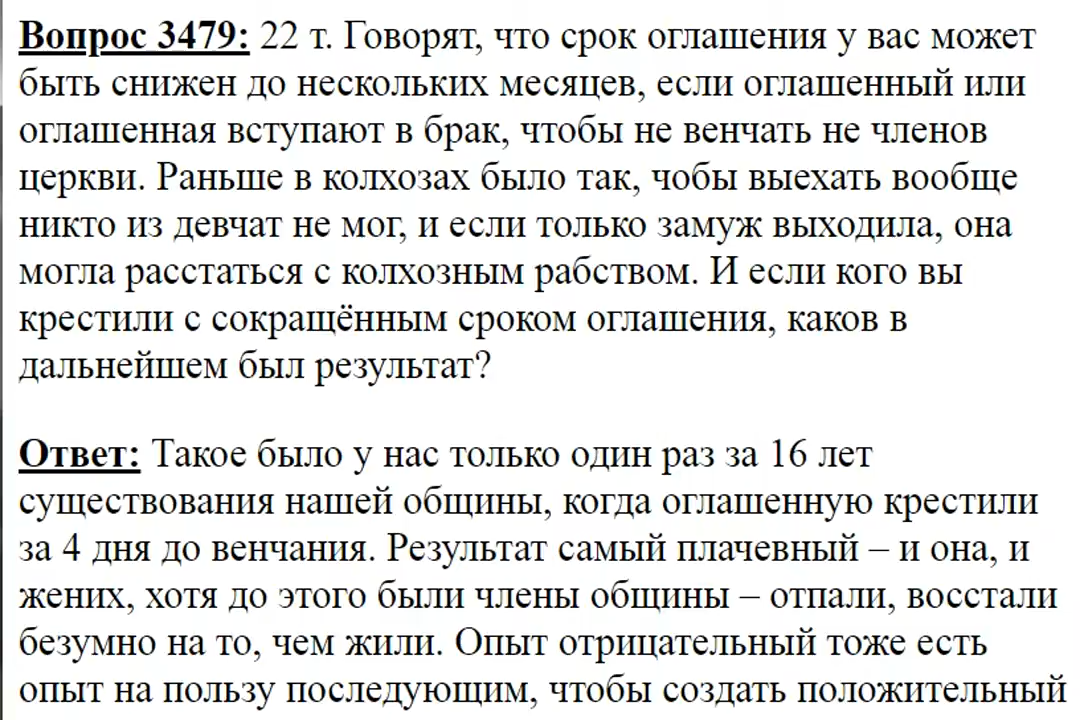 Вопрос 3479: 22 т. Говорят, что срок оглашения у вас может
быть снижен до нескольких месяцев, если оглашенный или
оглашенная вступают в брак, чтобы не венчать не членов
церкви. Раньше в колхозах было так, чобы выехать вообще
никто из девчат не мог, и если только замуж выходила, она
могла расстаться с колхозным рабством. И если кого вы
крестили с сокращённым сроком оглашения, каков в
дальнейшем был результат?
Ответ: Такое было у нас только один раз за 16 лет
существования нашей общины, когда оглашенную крестили
за 4 дня до венчания. Результат самый плачевный – и она, и
жених, хотя до этого были члены общины – отпали, восстали
безумно на то, чем жили. Опыт отрицательный тоже есть
опыт на пользу последующим, чтобы создать положительный